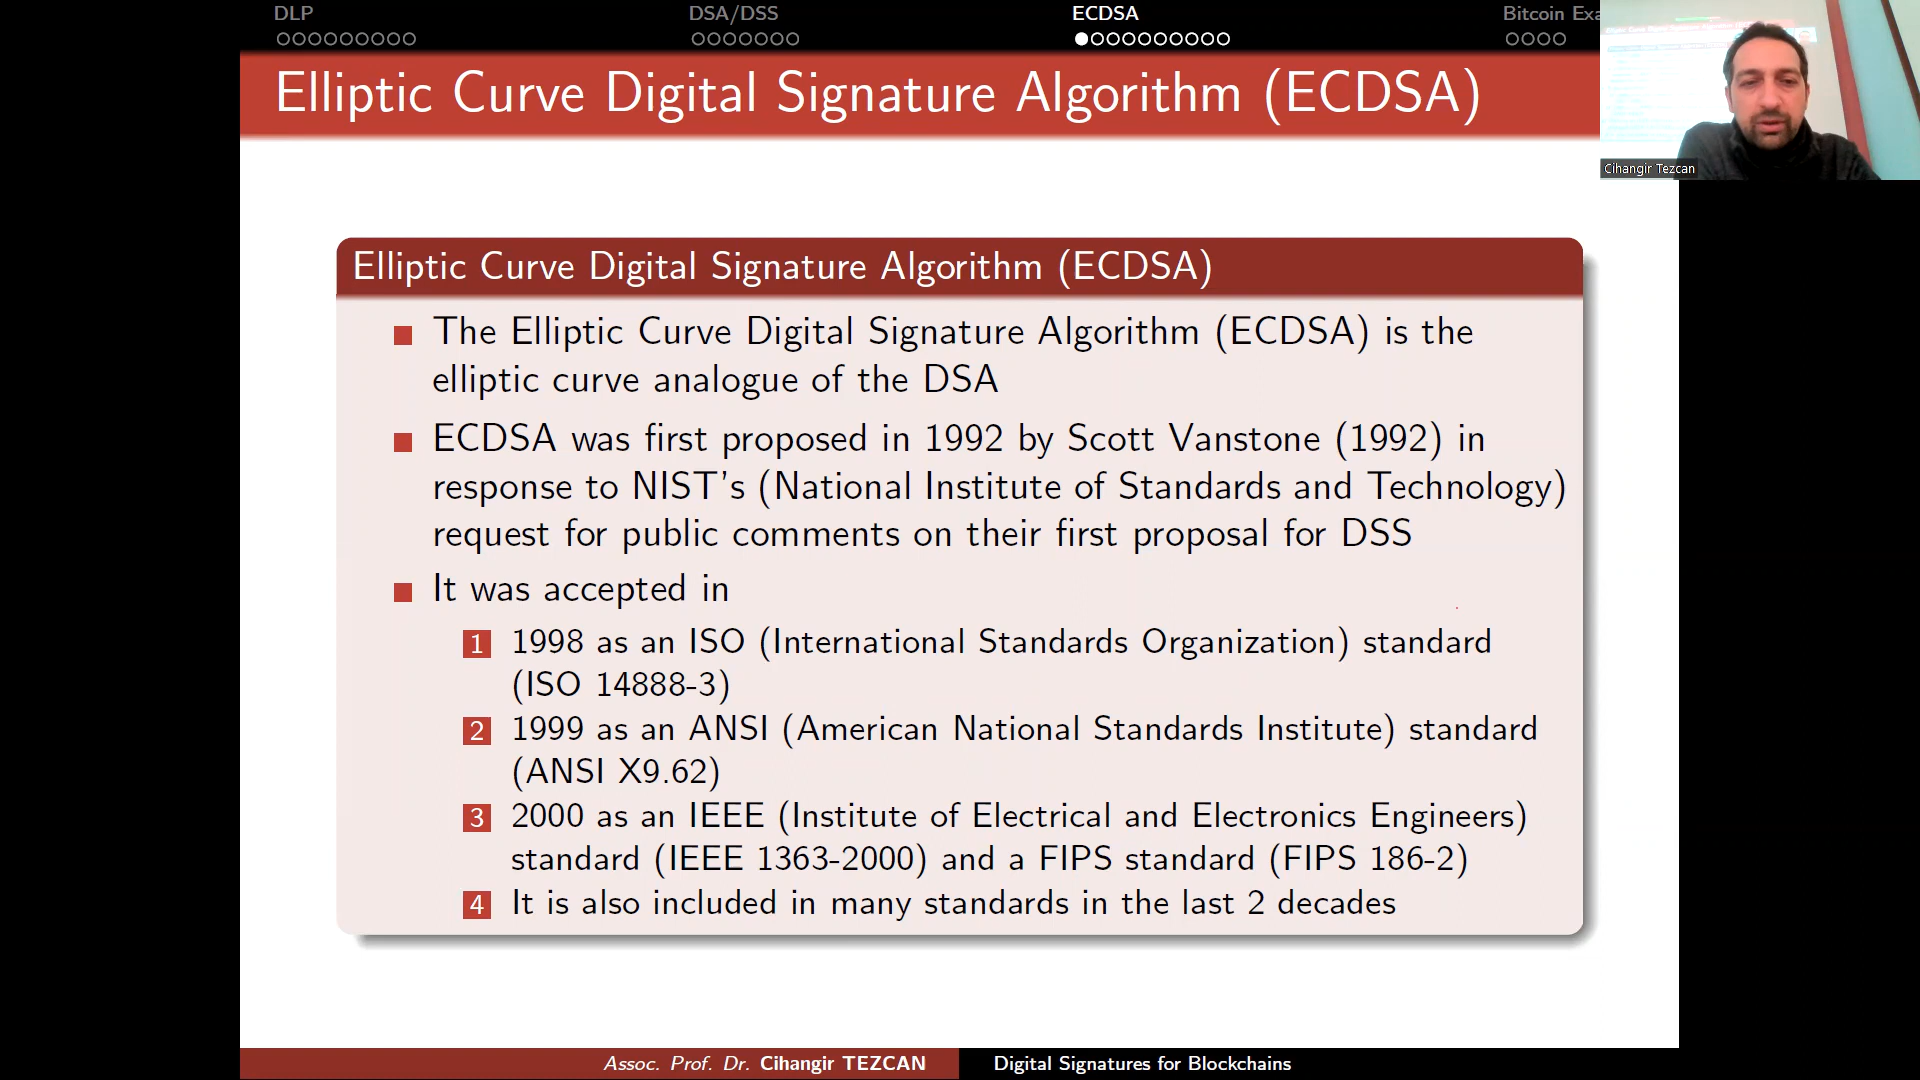 DLP
DSA/DSS
ECDSA
Bitcoin Exa
Elliptic Curve Digital Signature Algorithm (ECDSA)
Cihangir Tezcan
Elliptic Curve Digital Signature Algorithm (ECDSA)
The Elliptic Curve Digital Signature Algorithm (ECDSA) is the
elliptic curve analogue of the DSA
ECDSA was first proposed in 1992 by Scott Vanstone (1992) in
response to NIST's (National Institute of Standards and Technology)
request for public comments on their first proposal for DSS
It was accepted in
1 1998 as an ISO (International Standards Organization) standard
(ISO 14888-3)
2 1999 as an ANSI (American National Standards Institute) standard
(ANSI X9.62)
3 2000 as an IEEE (Institute of Electrical and Electronics Engineers)
standard (IEEE 1363-2000) and a FIPS standard (FIPS 186-2)
4 It is also included in many standards in the last 2 decades
Assoc. Prof. Dr. Cihangir TEZCAN
Digital Signatures for Blockchains